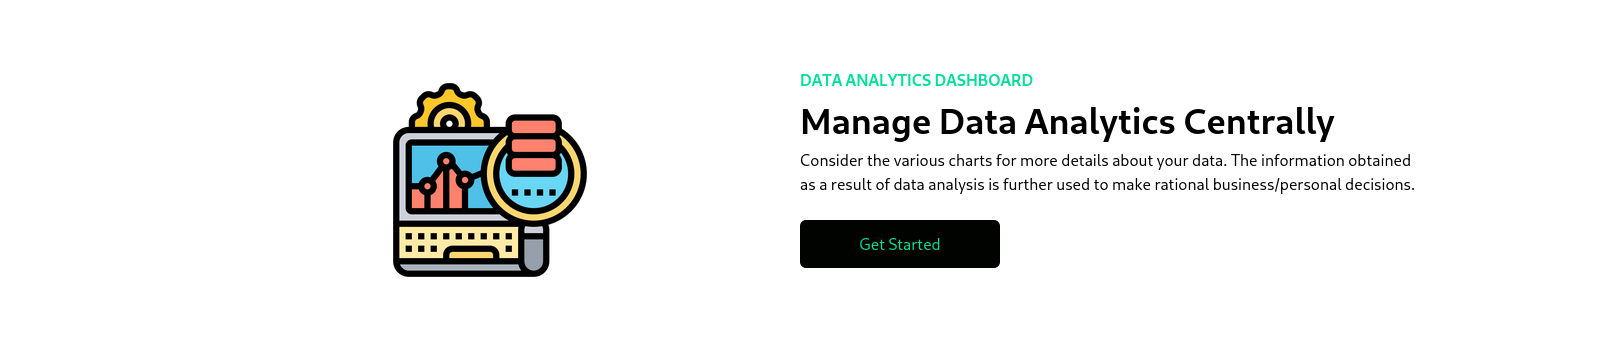 DATA ANALYTICS DASHBOARD
Manage Data Analytics Centrally
Consider the various charts for more details about your data. The information obtained
as a result of data analysis is further used to make rational business/personal decisions.
Get Started